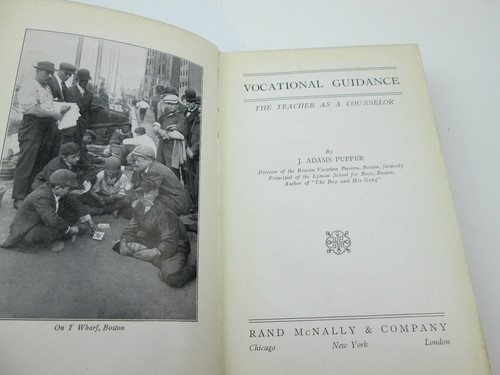 On T Wharf, Boston
VOCATIONAL GUIDANCE
THE TEACHER AS A COUNSELOR
By
J. ADAMS PUFFER
Director of the Beacon Vocation Bureau, Boston, formerly
Principal of the Lyman School for Boys, Boston,
Author of "The Boy and His Gang"
RAND MCNALLY & COMPANY
Chicago New York London